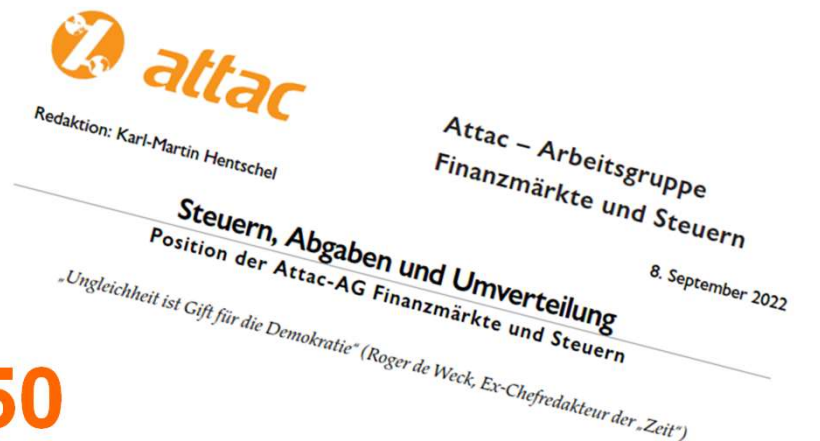 attac
Redaktion: Karl-Martin Hentschel
Attac – Arbeitsgruppe
Finanzmärkte und Steuern
8. September 2022
Steuern, Abgaben und Umverteilung
Position der Attac-AG Finanzmärkte und Steuern
„Ungleichheit ist Gift für die Demokratie“ (Roger de Weck, Ex-Chefredakteur der „Zeit“)
50